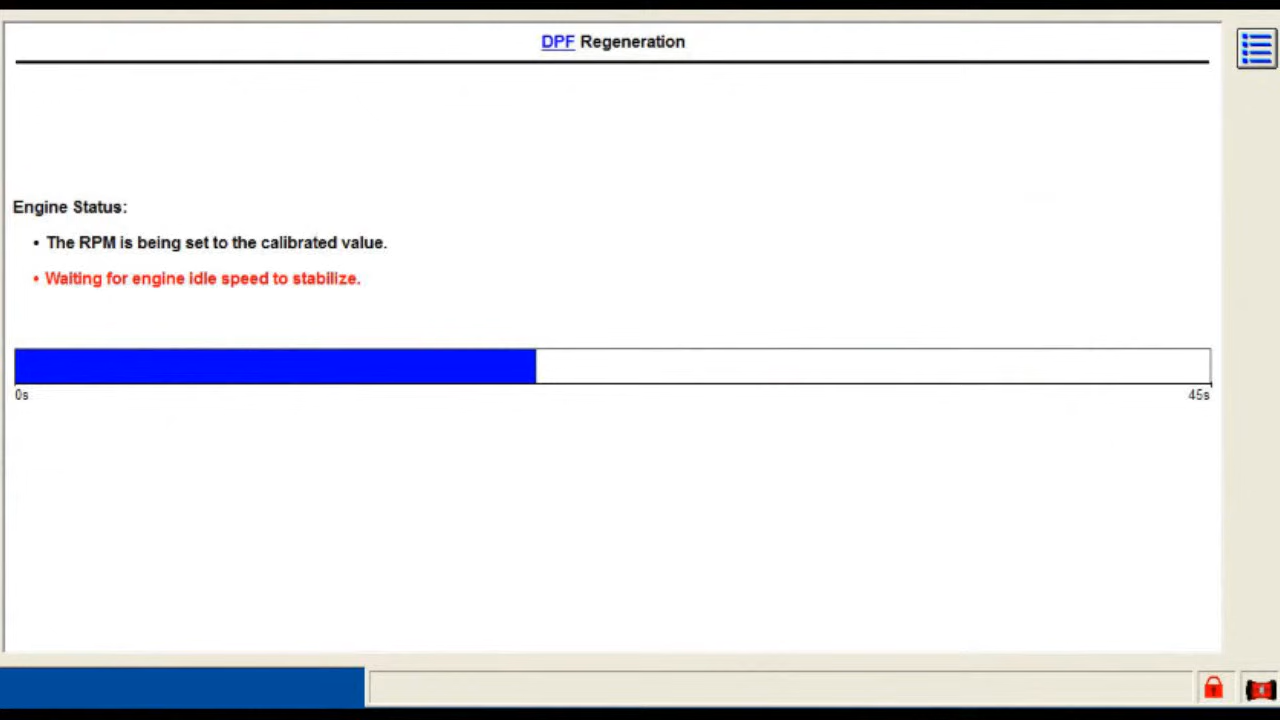 DPF Regeneration
Engine Status:
• The RPM is being set to the calibrated value.
• Waiting for engine idle speed to stabilize.
0s 45s